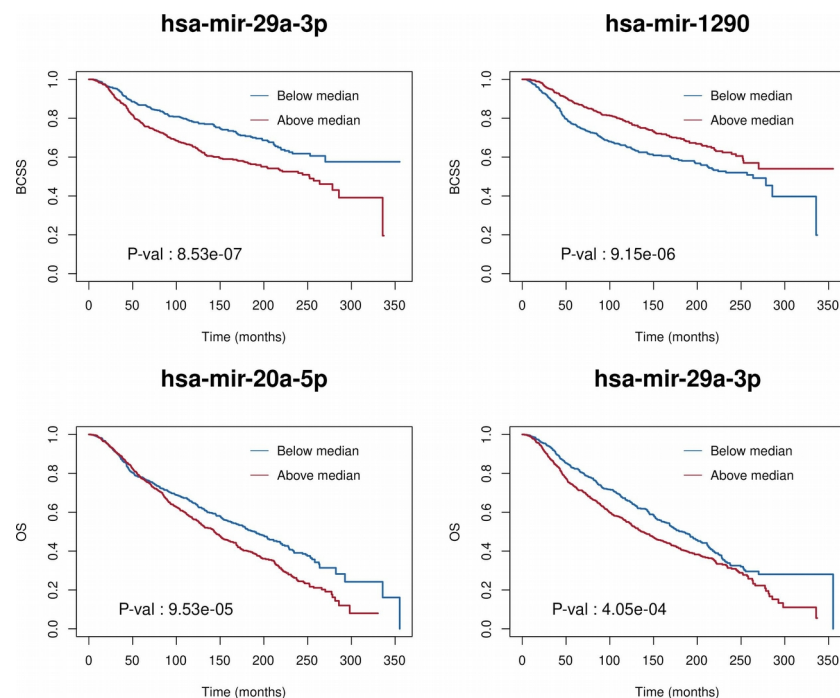 hsa-mir-29a-3p
BCSS
1.0
0.8
0.6
0.4
0.2
0.0
Below median
Above median
P-val : 8.53e-07
0 50 100 150 200 250 300 350
Time (months)
hsa-mir-1290
BCSS
1.0
0.8
0.6
0.4
0.2
0.0
Below median
Above median
P-val : 9.15e-06
0 50 100 150 200 250 300 350
Time (months)
hsa-mir-20a-5p
OS
1.0
0.8
0.6
0.4
0.2
0.0
Below median
Above median
P-val : 9.53e-05
0 50 100 150 200 250 300 350
Time (months)
hsa-mir-29a-3p
OS
1.0
0.8
0.6
0.4
0.2
0.0
Below median
Above median
P-val : 4.05e-04
0 50 100 150 200 250 300 350
Time (months)